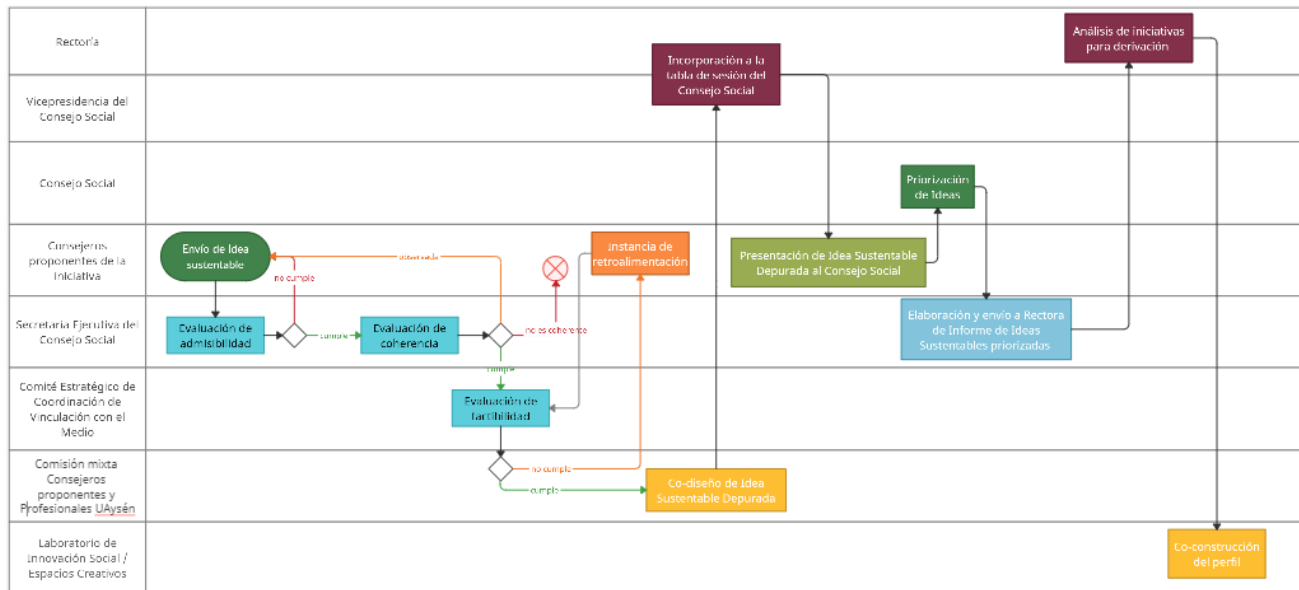 Rectoría
Análisis de iniciativas
para derivación
Incorporación a la
tabla de sesión del
Consejo Social
Vicepresidencia del
Consejo Social
Consejo Social
Priorización
de Ideas
Consejeros
proponentes de la
Iniciativa
Envío de Idea
sustentable
no cumple
no es coherente
Instancia de
retroalimentación
Presentación de Idea Sustentable
Depurada al Consejo Social
Secretaría Ejecutiva del
Consejo Social
Evaluación de
admisibilidad
cumple
Evaluación de
coherencia
cumple
Elaboración y envío a Rectora
de Informe de Ideas
Sustentables priorizadas
Comité Estratégico de
Coordinación de
Vinculación con el
Medio
Evaluación de
factibilidad
Comisión mixta
Consejeros
proponentes y
Profesionales UAysén
no cumple
cumple
Co-diseño de Idea
Sustentable Depurada
Laboratorio de
Innovación Social /
Espacios Creativos
Co-construcción
del perfil